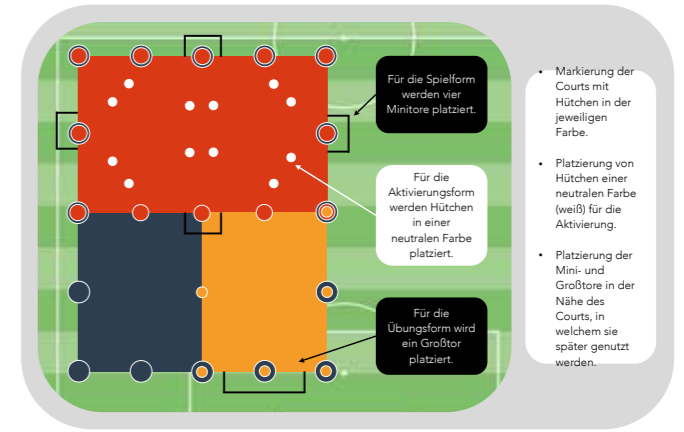 Für die Spielform
werden vier
Minitore platziert.
Für die
Aktivierungsform
werden Hütchen
in einer
neutralen Farbe
platziert.
Für die
Übungsform wird
ein Großtor
platziert.
• Markierung der
Courts mit
Hütchen in der
jeweiligen
Farbe.
• Platzierung von
Hütchen einer
neutralen Farbe
(weiß) für die
Aktivierung.
• Platzierung der
Mini- und
Großtore in der
Nähe des
Courts, in
welchem sie
später genutzt
werden.